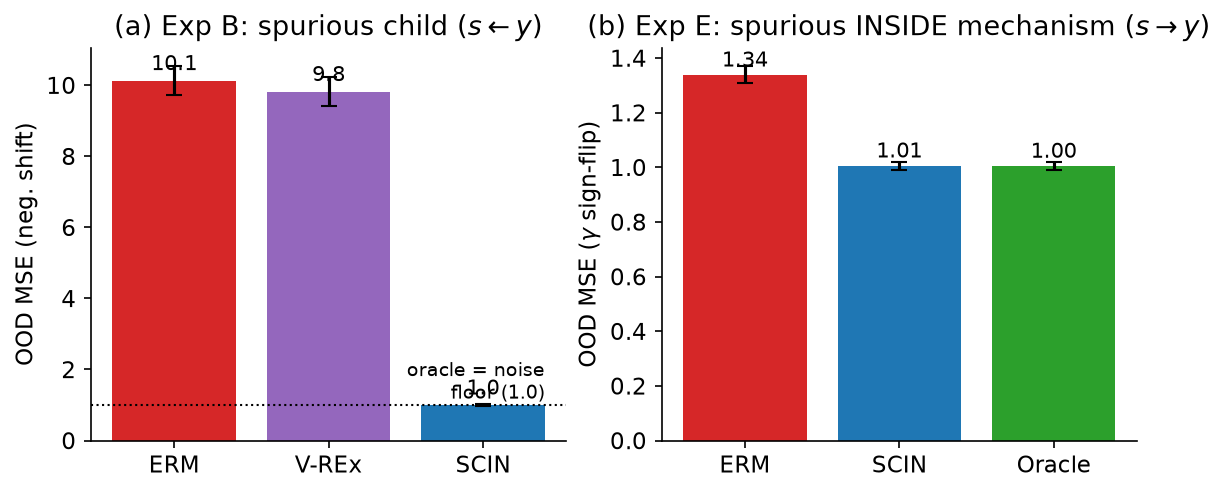 (a) Exp B: spurious child (s ← y)
OOD MSE (neg. shift)
10
8
6
4
2
0
10.1
9.8
oracle = noise
floor (1.0)
1.0
ERM
V-REx
SCIN
(b) Exp E: spurious INSIDE mechanism (s → y)
OOD MSE (γ sign-flip)
1.4
1.2
1.0
0.8
0.6
0.4
0.2
0.0
1.34
1.01
1.00
ERM
SCIN
Oracle